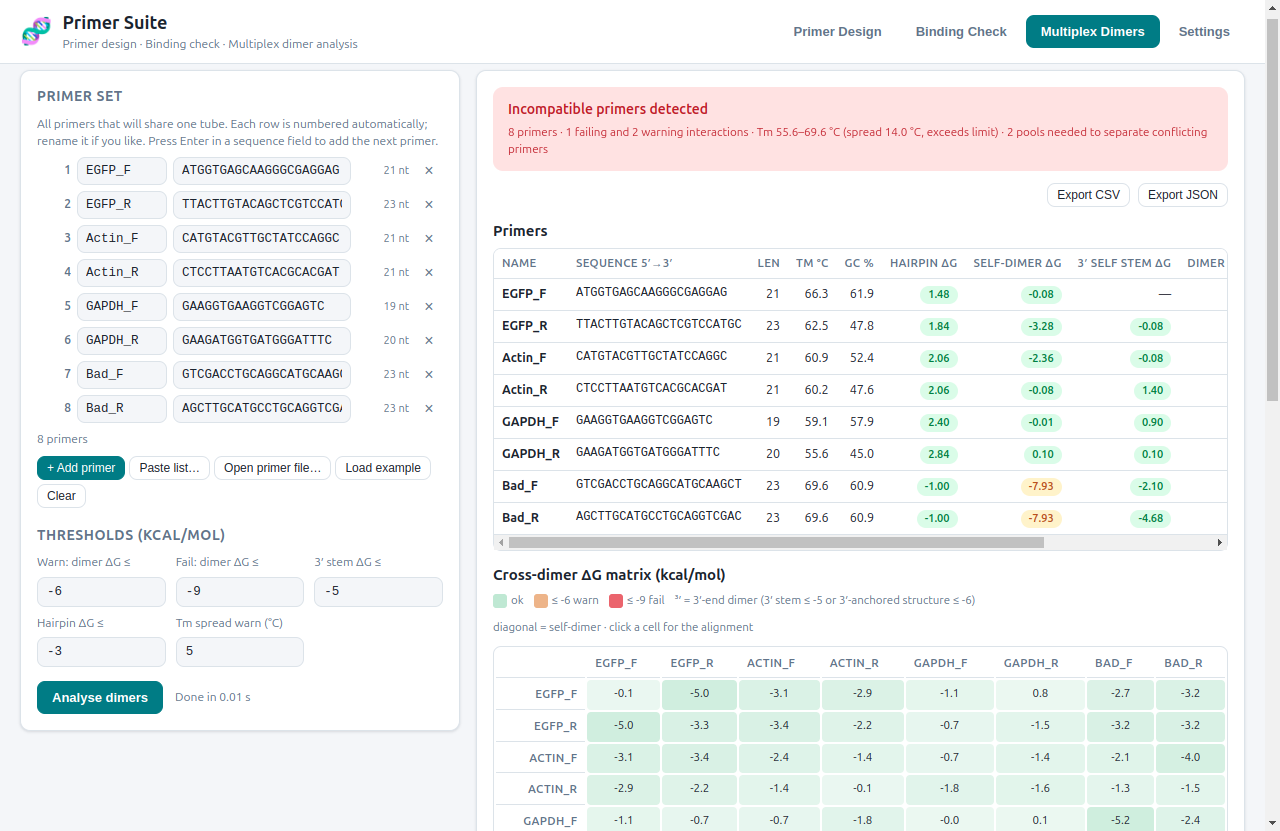 Primer Suite
Primer design · Binding check · Multiplex dimer analysis
Primer Design
Binding Check
Multiplex Dimers
Settings
PRIMER SET
All primers that will share one tube. Each row is numbered automatically;
rename it if you like. Press Enter in a sequence field to add the next primer.
1 EGFP_F ATGGTGAGCAAGGGCGAGGAG 21 nt ×
2 EGFP_R TTACTTGTACAGCTCGTCCAT 23 nt ×
3 Actin_F CATGTACGTTGCTATCCAGGC 21 nt ×
4 Actin_R CTCCTTAATGTCACGCACGAT 21 nt ×
5 GAPDH_F GAAGGTGAAGGTCGGAGTC 19 nt ×
6 GAPDH_R GAAGATGGTGATGGGATTTC 20 nt ×
7 Bad_F GTCGACCTGCAGGCATGCAAG 23 nt ×
8 Bad_R AGCTTGCATGCCTGCAGGTCG 23 nt ×
8 primers
+ Add primer Paste list… Open primer file… Load example
Clear
THRESHOLDS (KCAL/MOL)
Warn: dimer ΔG ≤ Fail: dimer ΔG ≤ 3′ stem ΔG ≤
-6 -9 -5
Hairpin ΔG ≤ Tm spread warn (°C)
-3 5
Analyse dimers Done in 0.01 s
Incompatible primers detected
8 primers · 1 failing and 2 warning interactions · Tm 55.6–69.6 °C (spread 14.0 °C, exceeds limit) · 2 pools needed to separate conflicting
primers
Export CSV Export JSON
Primers
NAME SEQUENCE 5′→3′ LEN TM °C GC % HAIRPIN ΔG SELF-DIMER ΔG 3′ SELF STEM ΔG DIMER
EGFP_F ATGGTGAGCAAGGGCGAGGAG 21 66.3 61.9 1.48 -0.08 —
EGFP_R TTACTTGTACAGCTCGTCCATGC 23 62.5 47.8 1.84 -3.28 -0.08
Actin_F CATGTACGTTGCTATCCAGGC 21 60.9 52.4 2.06 -2.36 -0.08
Actin_R CTCCTTAATGTCACGCACGAT 21 60.2 47.6 2.06 -0.08 1.40
GAPDH_F GAAGGTGAAGGTCGGAGTC 19 59.1 57.9 2.40 -0.01 0.90
GAPDH_R GAAGATGGTGATGGGATTTC 20 55.6 45.0 2.84 0.10 0.10
Bad_F GTCGACCTGCAGGCATGCAAGCT 23 69.6 60.9 -1.00 -7.93 -2.10
Bad_R AGCTTGCATGCCTGCAGGTCGAC 23 69.6 60.9 -1.00 -7.93 -4.68
Cross-dimer ΔG matrix (kcal/mol)
ok ≤ -6 warn ≤ -9 fail ³′ = 3′-end dimer (3′ stem ≤ -5 or 3′-anchored structure ≤ -6)
diagonal = self-dimer · click a cell for the alignment
EGFP_F EGFP_R ACTIN_F ACTIN_R GAPDH_F GAPDH_R BAD_F BAD_R
EGFP_F -0.1 -5.0 -3.1 -2.9 -1.1 0.8 -2.7 -3.2
EGFP_R -5.0 -3.3 -3.4 -2.2 -0.7 -1.5 -3.2 -3.2
ACTIN_F -3.1 -3.4 -2.4 -1.4 -0.7 -1.4 -2.1 -4.0
ACTIN_R -2.9 -2.2 -1.4 -0.1 -1.8 -1.6 -1.3 -1.5
GAPDH_F -1.1 -0.7 -0.7 -1.8 -0.0 0.1 -5.2 -2.4